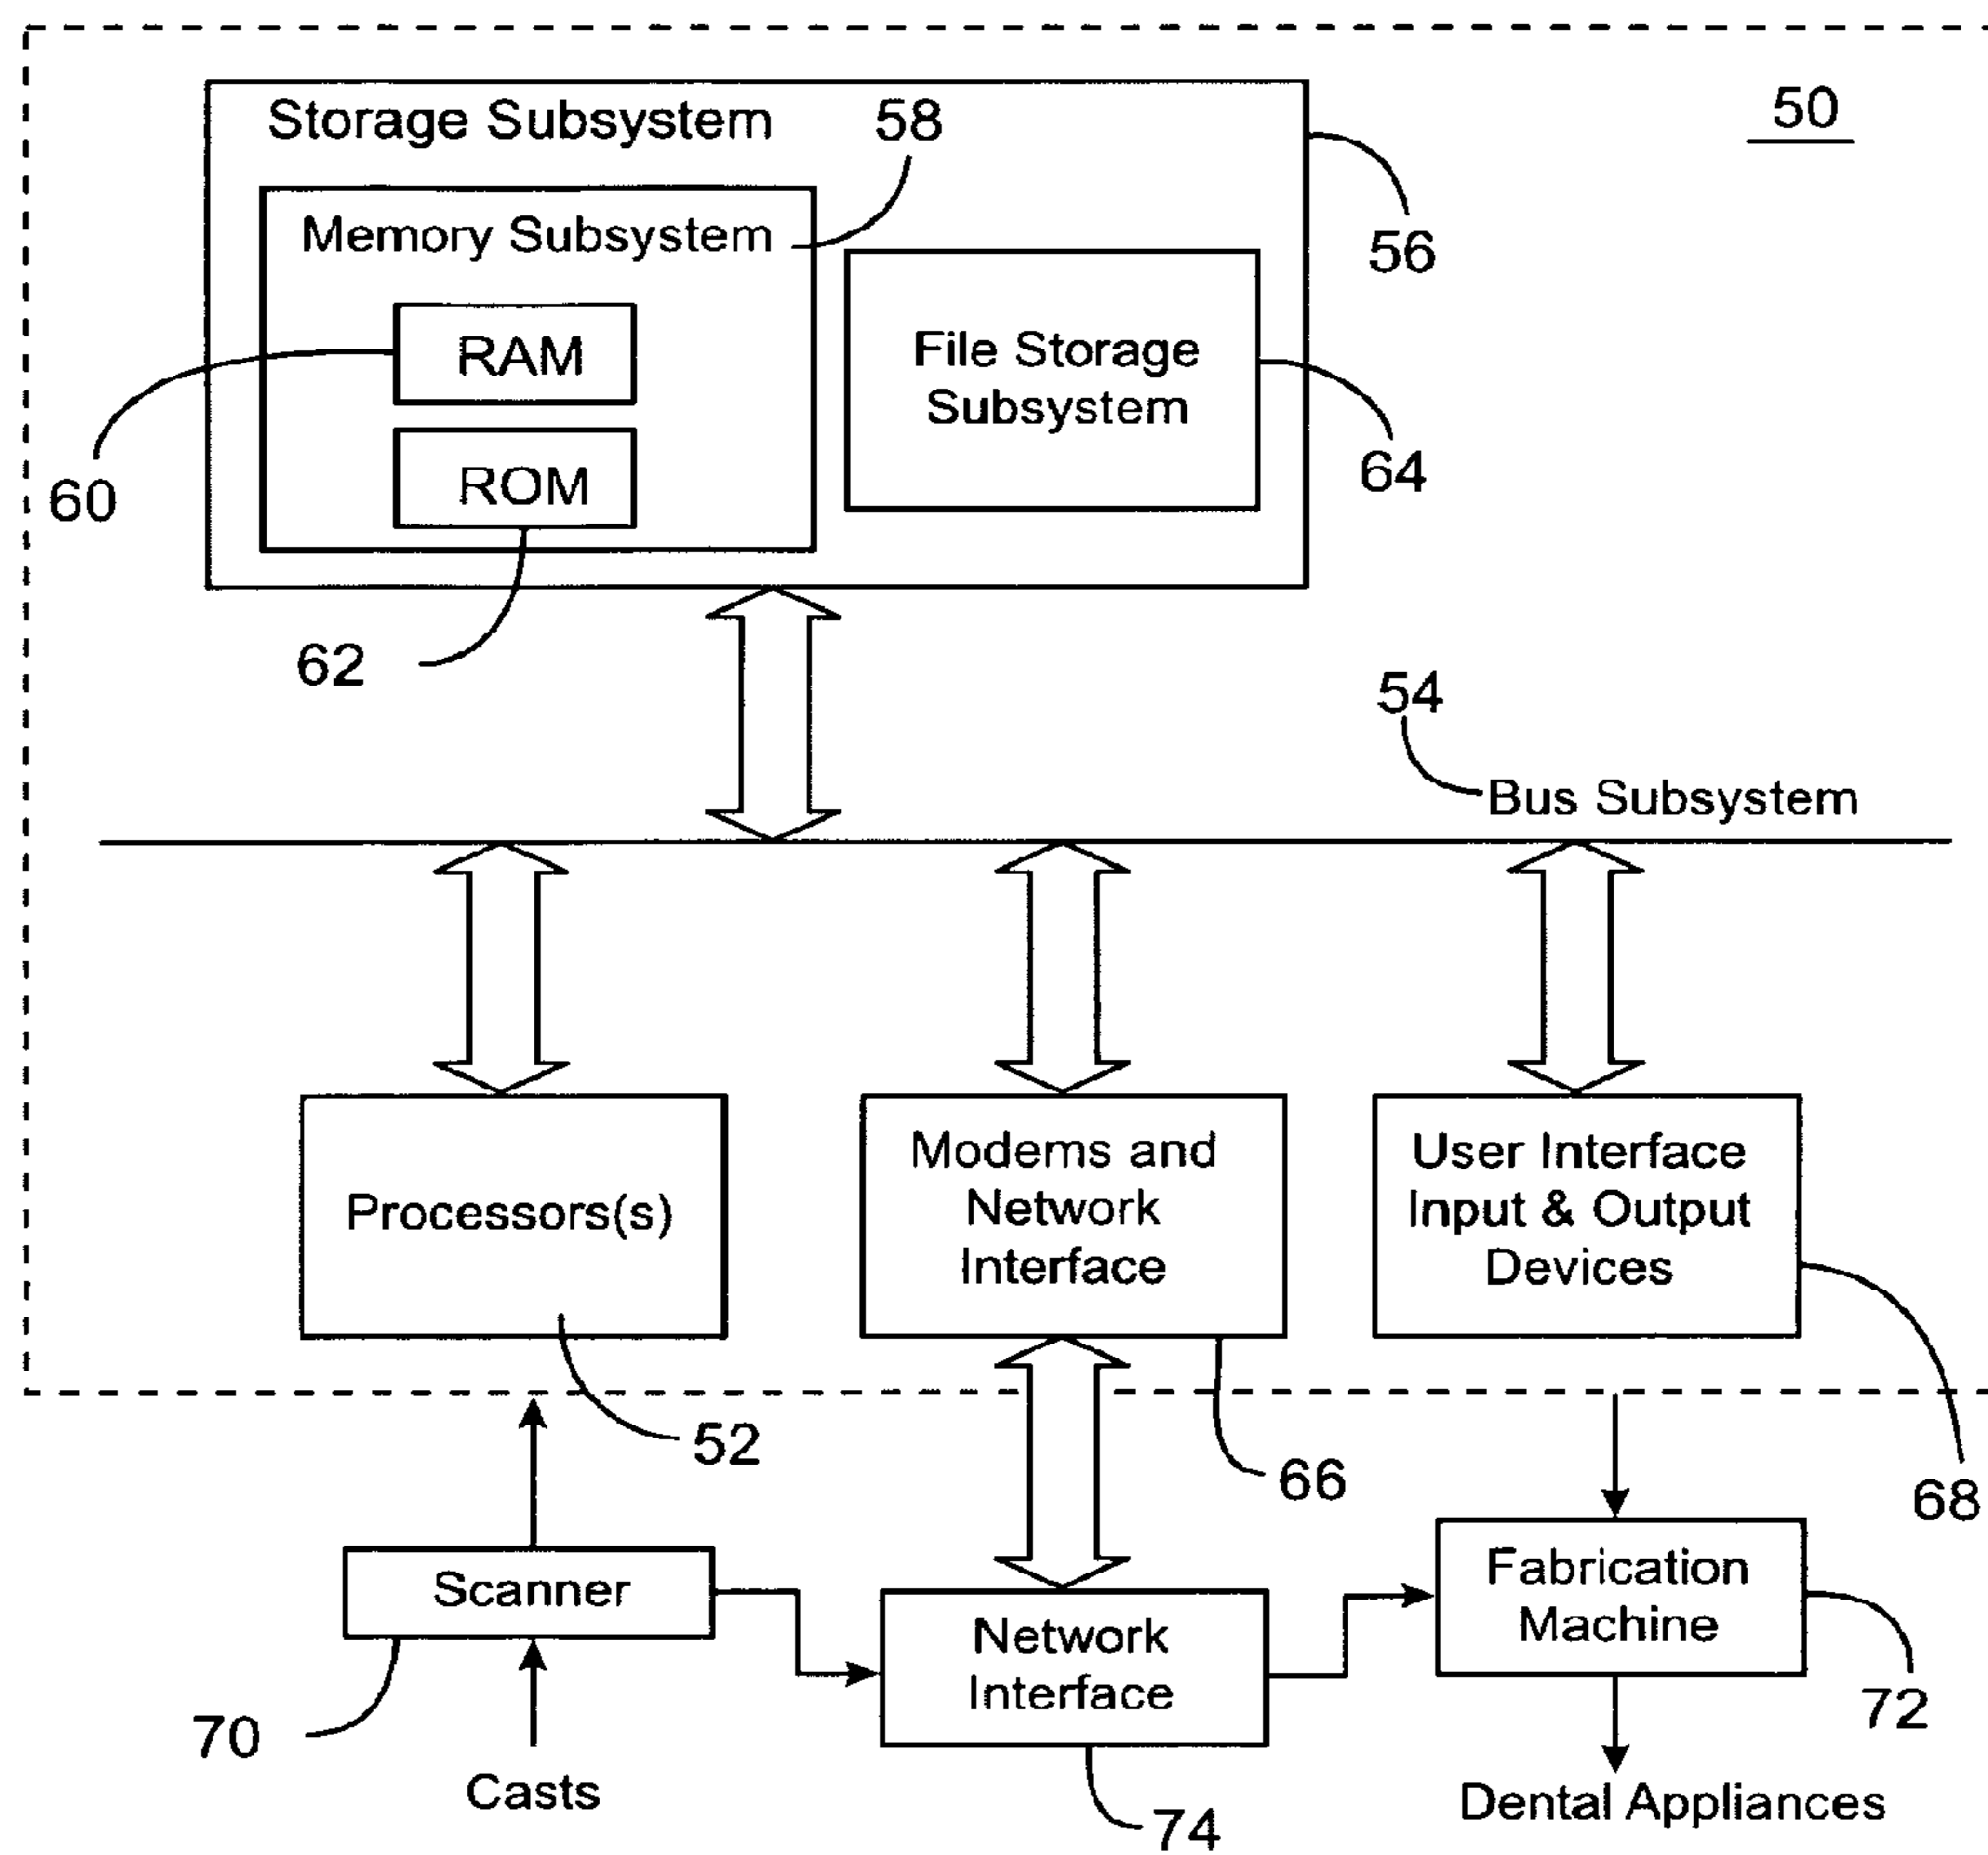 50
Storage Subsystem
58
56
Memory Subsystem
RAM
ROM
File Storage
Subsystem
60
64
62
54
Bus Subsystem
Processors(s)
Modems and
Network
Interface
User Interface
Input & Output
Devices
52
66
68
Scanner
Network
Interface
Fabrication
Machine
70
72
Casts
74
Dental Appliances